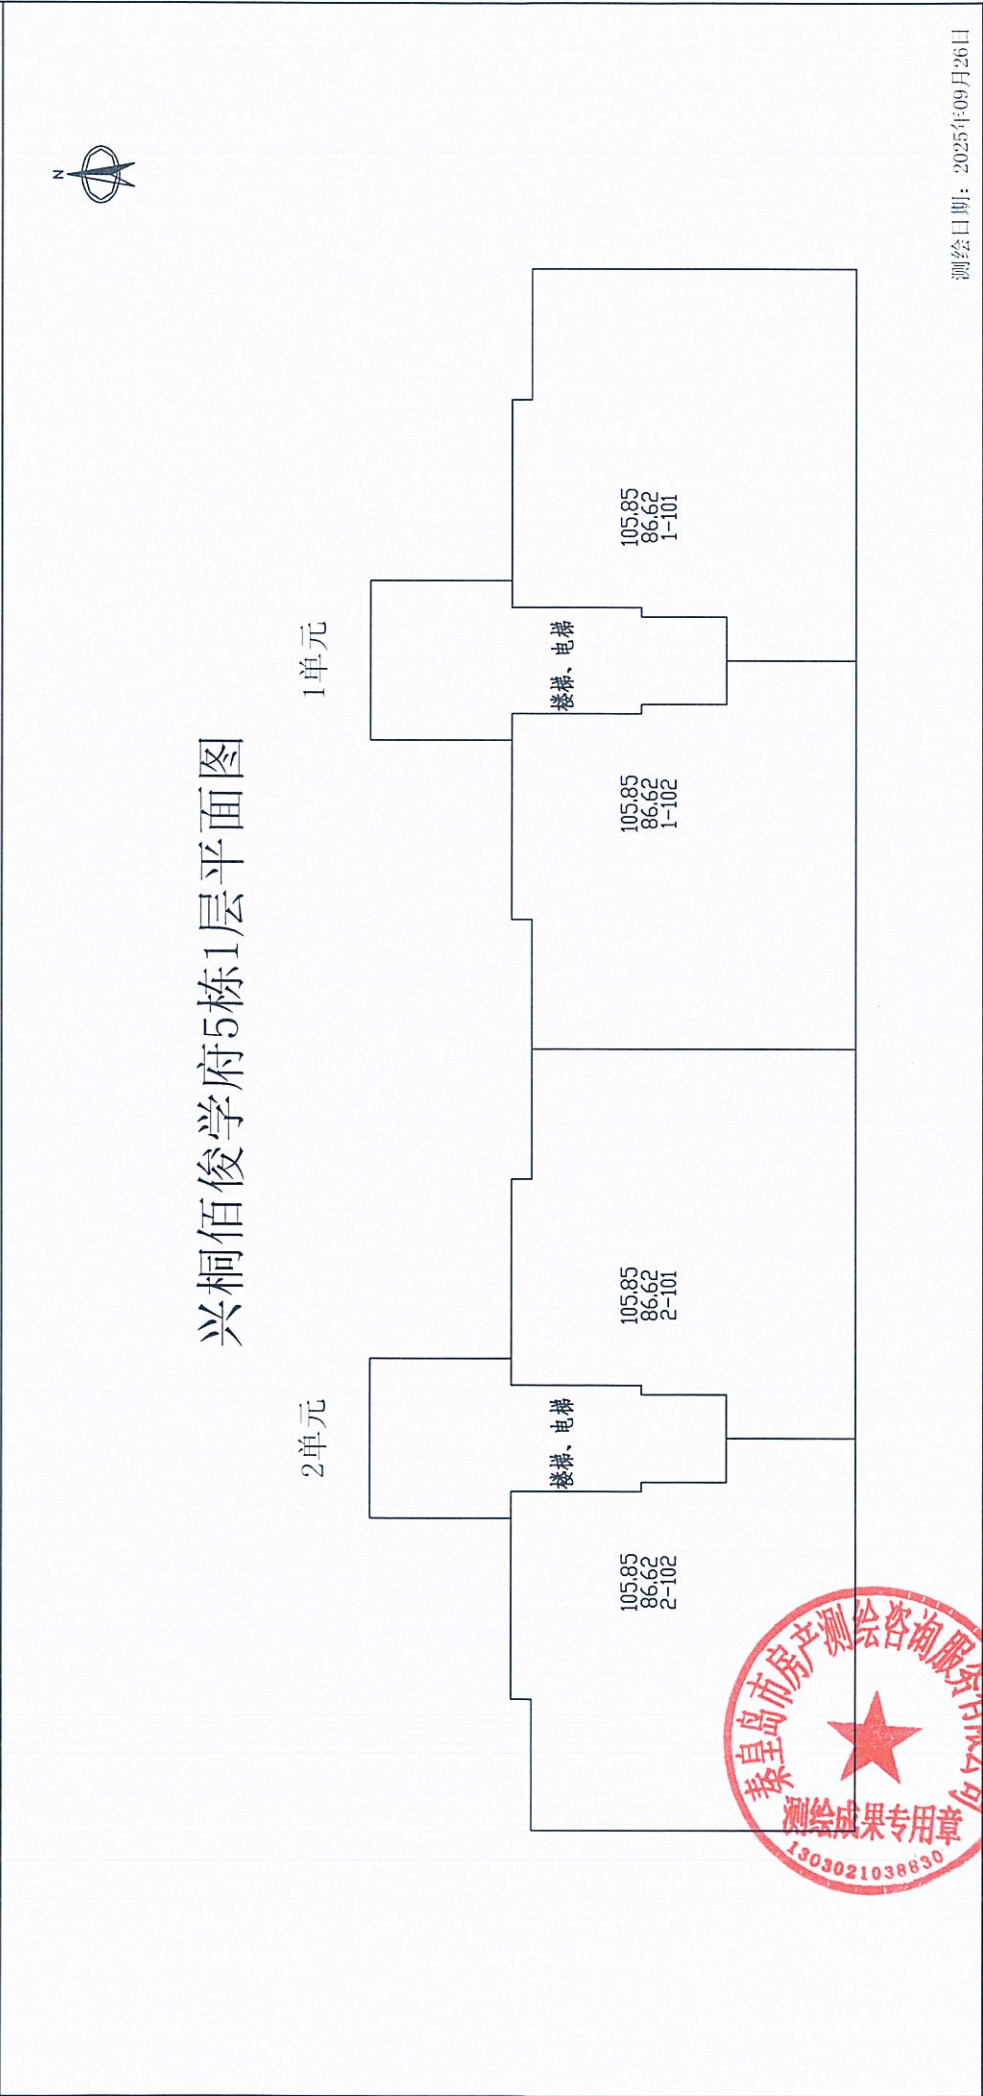 兴桐佰俊学府5栋1层平面图
N
2单元
1单元
楼梯、电梯
楼梯、电梯
105.85
86.62
2-102
105.85
86.62
2-101
105.85
86.62
1-102
105.85
86.62
1-101
秦皇岛市房产测绘咨询服务有限公司
测绘成果专用章
1303021038830
测绘日期：2025年09月26日